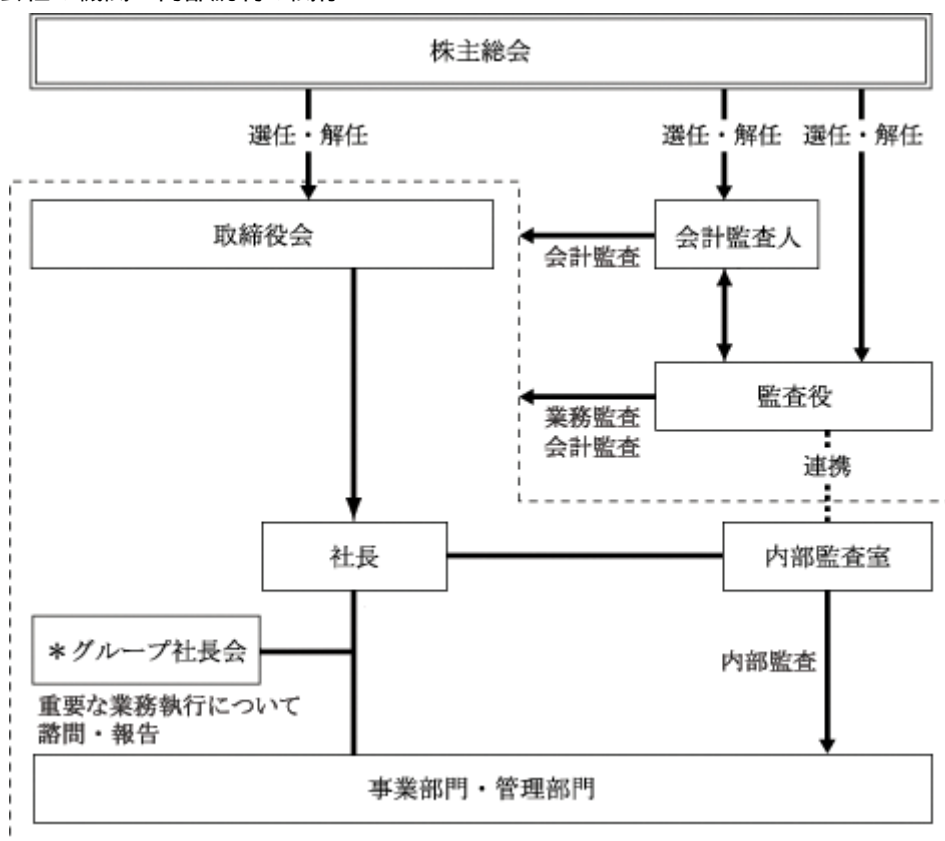 株主総会
選任・解任
選任・解任
選任・解任
取締役会
会計監査人
会計監査
監査役
業務監査
会計監査
連携
社長
内部監査室
＊グループ社長会
内部監査
重要な業務執行について
諮問・報告
事業部門・管理部門